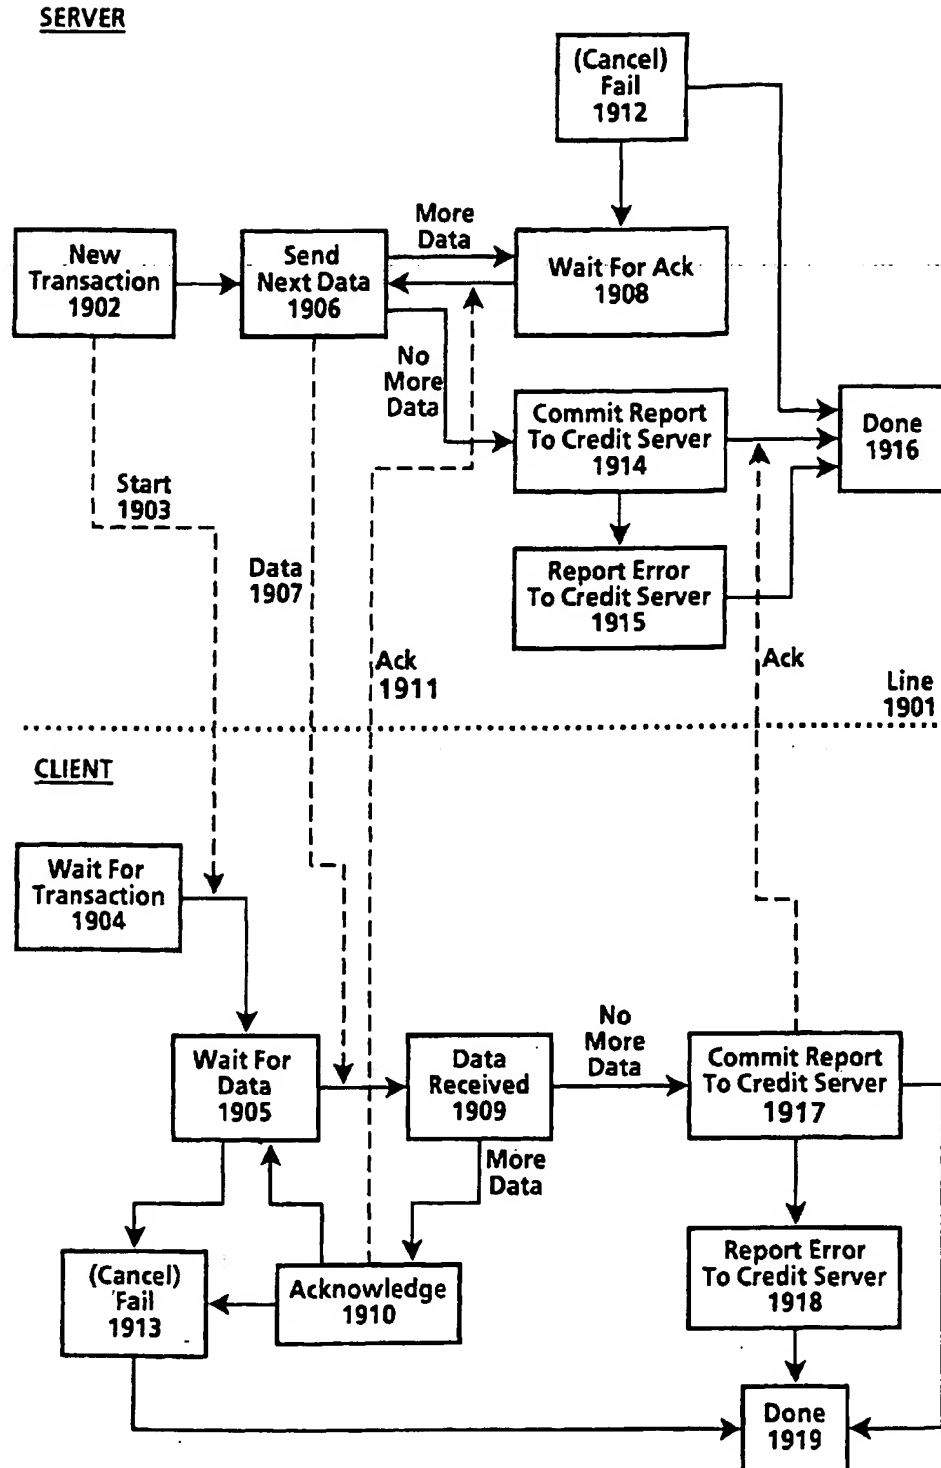 SERVER
(Cancel)
Fail
1912
New
Transaction
1902
Send
Next Data
1906
More
Data
Wait For Ack
1908
No
More
Data
Commit Report
To Credit Server
1914
Done
1916
Start
1903
Data
1907
Report Error
To Credit Server
1915
Ack
1911
Ack
Line
1901
CLIENT
Wait For
Transaction
1904
Wait For
Data
1905
Data
Received
1909
No
More
Data
Commit Report
To Credit Server
1917
More
Data
(Cancel)
Fail
1913
Acknowledge
1910
Report Error
To Credit Server
1918
Done
1919